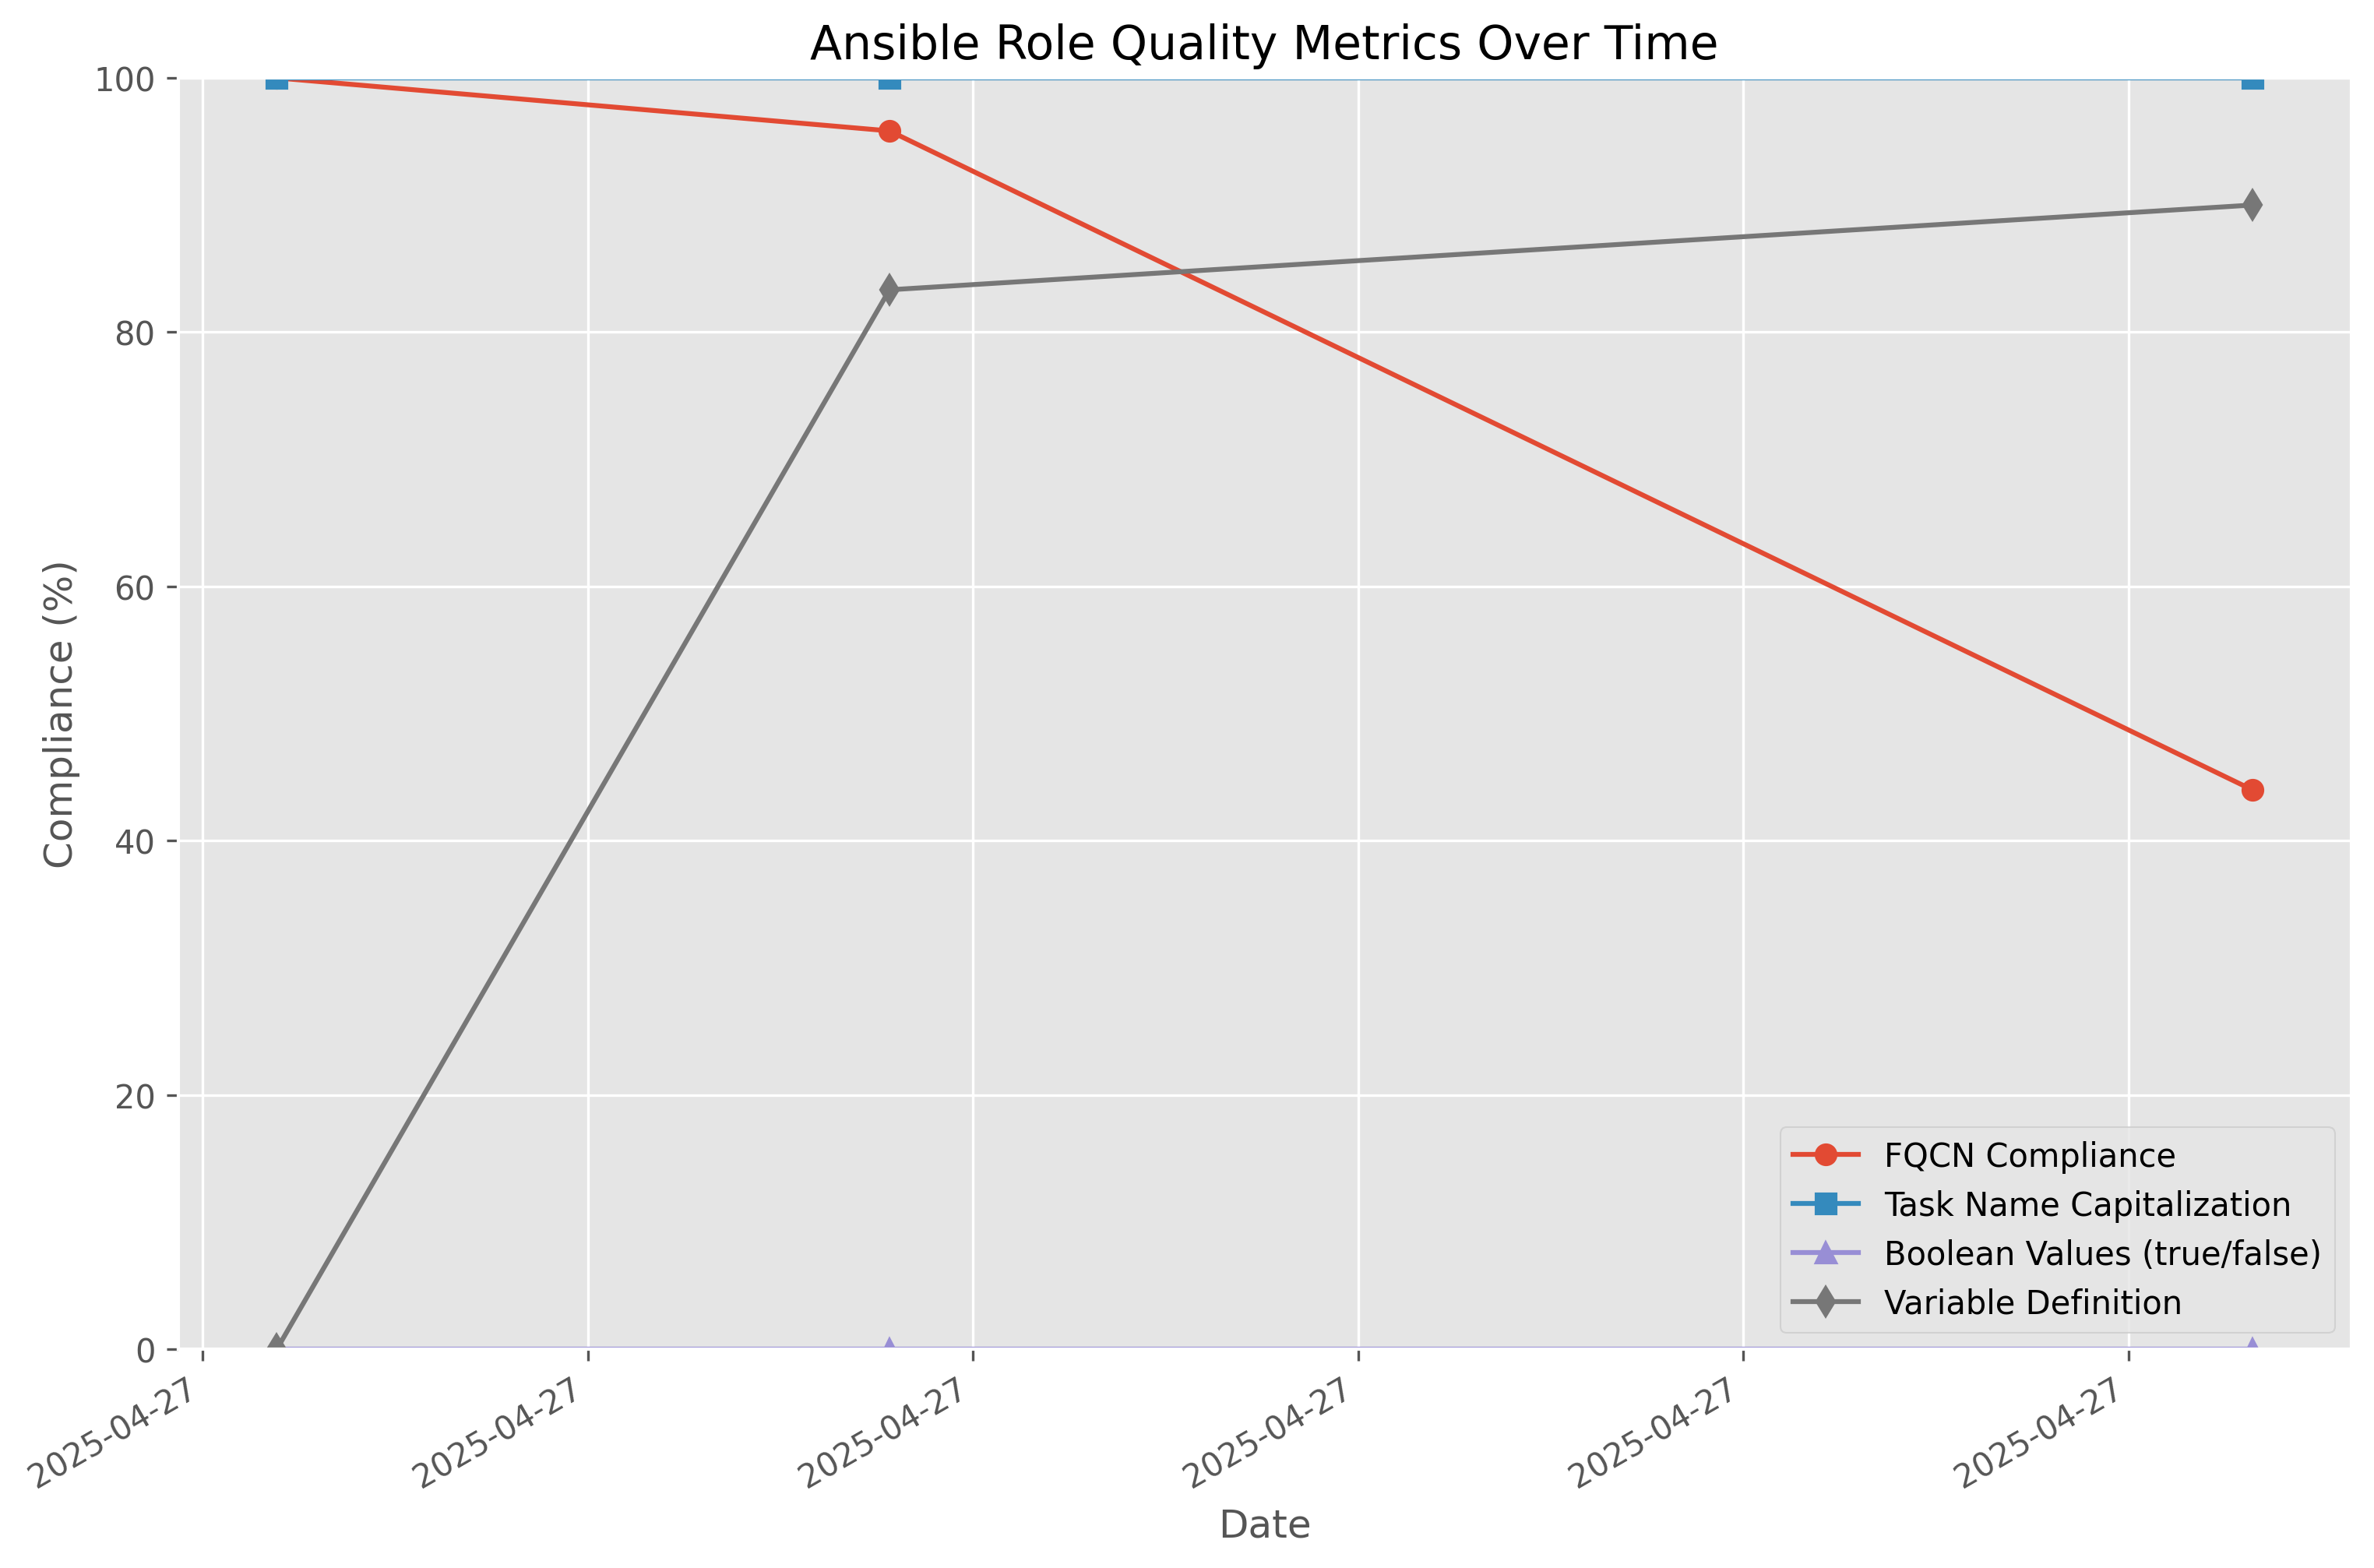 Ansible Role Quality Metrics Over Time
Compliance (%)
100
80
60
40
20
0
FQCN Compliance
Task Name Capitalization
Boolean Values (true/false)
Variable Definition
2025-04-27
2025-04-27
2025-04-27
2025-04-27
2025-04-27
2025-04-27
Date